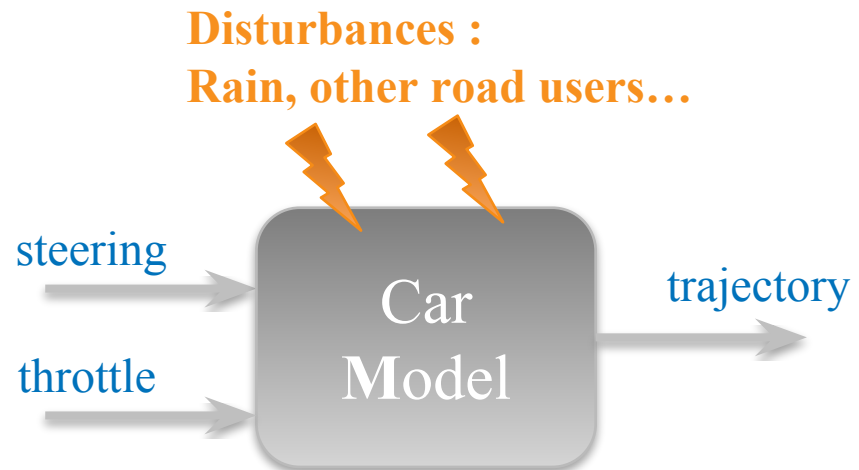 Disturbances :
Rain, other road users…
steering
trajectory
Car
throttle
Model